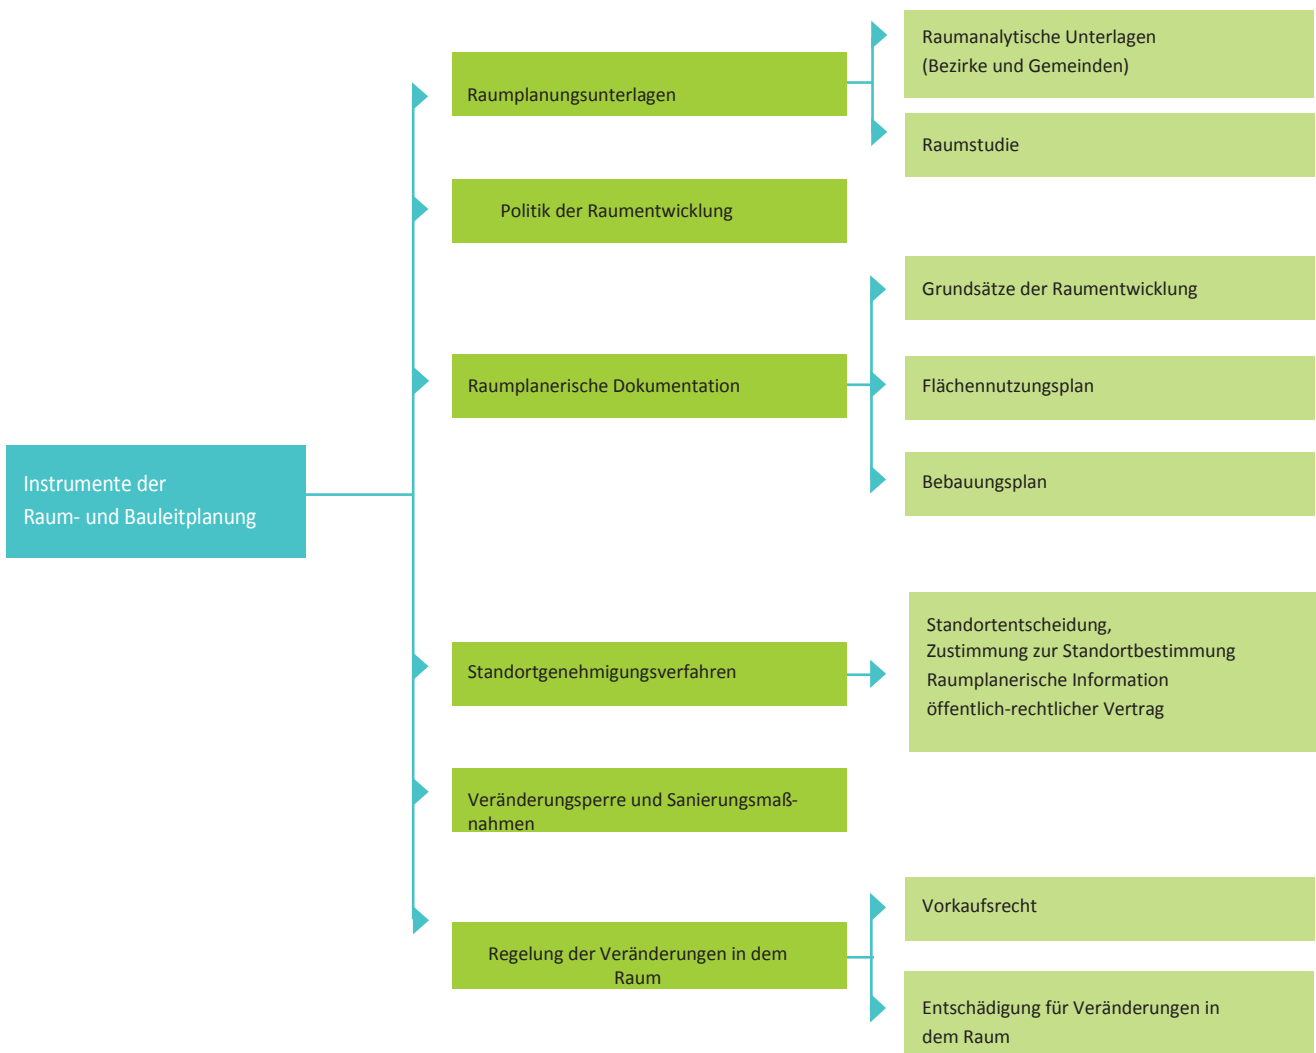 Instrumente der
Raum- und Bauleitplanung
Raumplanungsunterlagen
Raumanalytische Unterlagen
(Bezirke und Gemeinden)
Raumstudie
Politik der Raumentwicklung
Raumplanerische Dokumentation
Grundsätze der Raumentwicklung
Flächennutzungsplan
Bebauungsplan
Standortgenehmigungsverfahren
Standortentscheidung,
Zustimmung zur Standortbestimmung
Raumplanerische Information
öffentlich-rechtlicher Vertrag
Veränderungsperre und Sanierungsmaß-
nahmen
Regelung der Veränderungen in dem
Raum
Vorkaufsrecht
Entschädigung für Veränderungen in
dem Raum